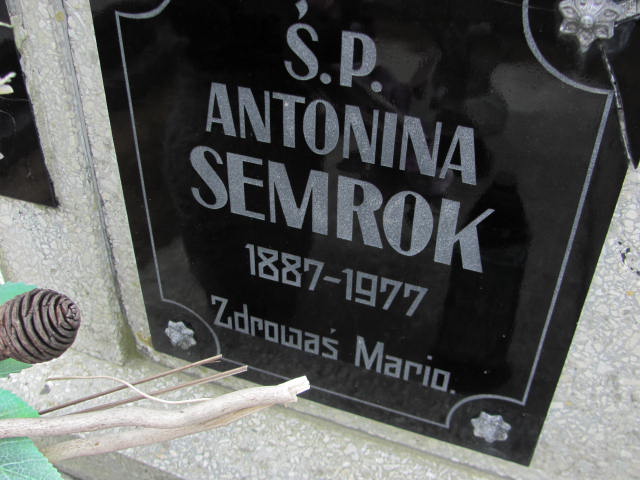 Ś.P.
ANTONINA
SEMROK
1887-1977
Zdrowaś Mario.